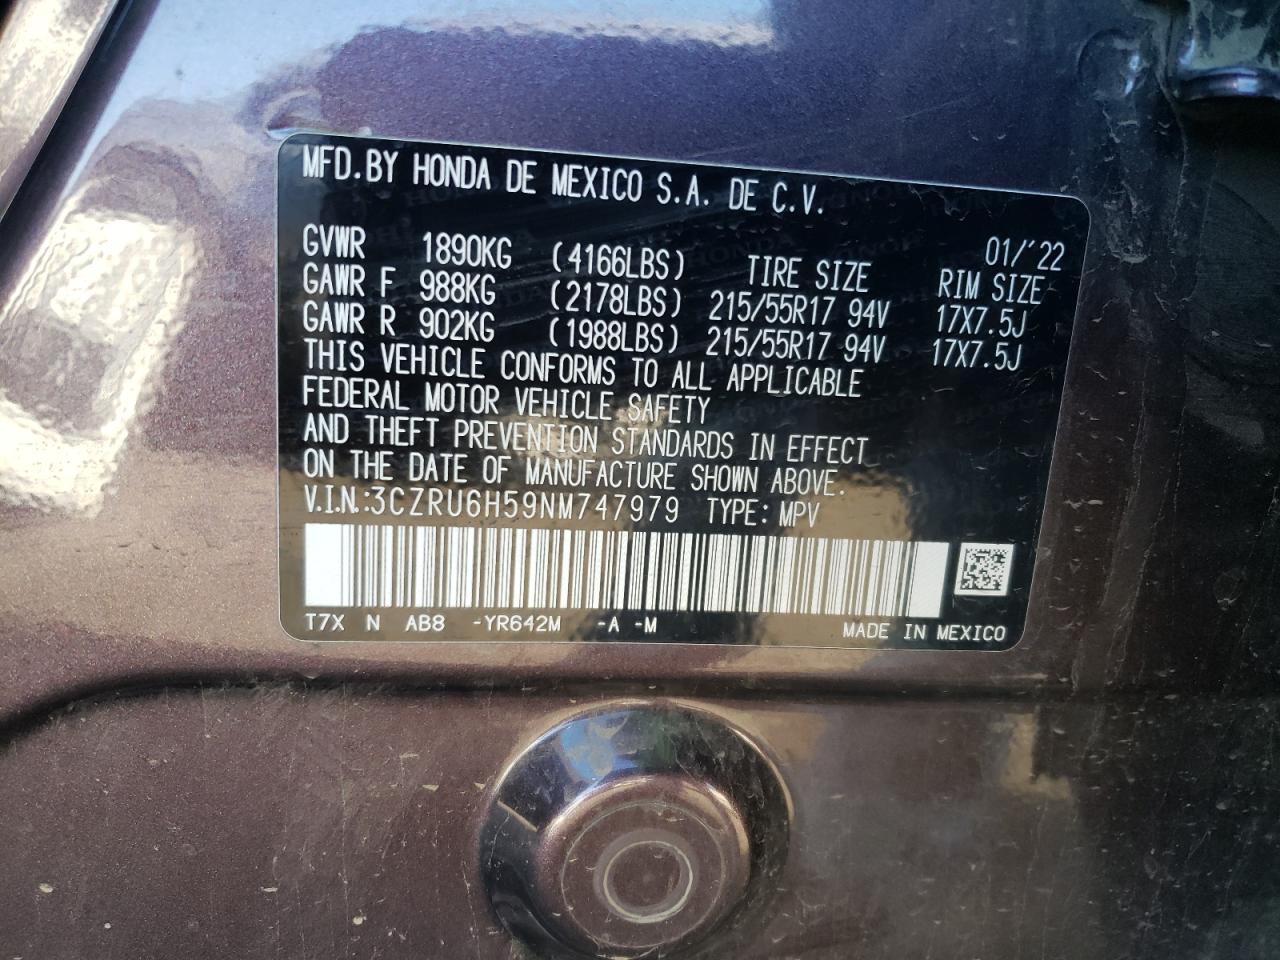 MFD.BY HONDA DE MEXICO S.A. DE C.V.
01/'22
GVWR 1890KG (4166LBS) TIRE SIZE RIM SIZE
GAWR F 988KG (2178LBS) 215/55R17 94V 17X7.5J
GAWR R 902KG (1988LBS) 215/55R17 94V 17X7.5J
THIS VEHICLE CONFORMS TO ALL APPLICABLE
FEDERAL MOTOR VEHICLE SAFETY
AND THEFT PREVENTION STANDARDS IN EFFECT
ON THE DATE OF MANUFACTURE SHOWN ABOVE.
V.I.N.:3CZRU6H59NM747979 TYPE: MPV
T7X N AB8 -YR642M -A -M MADE IN MEXICO